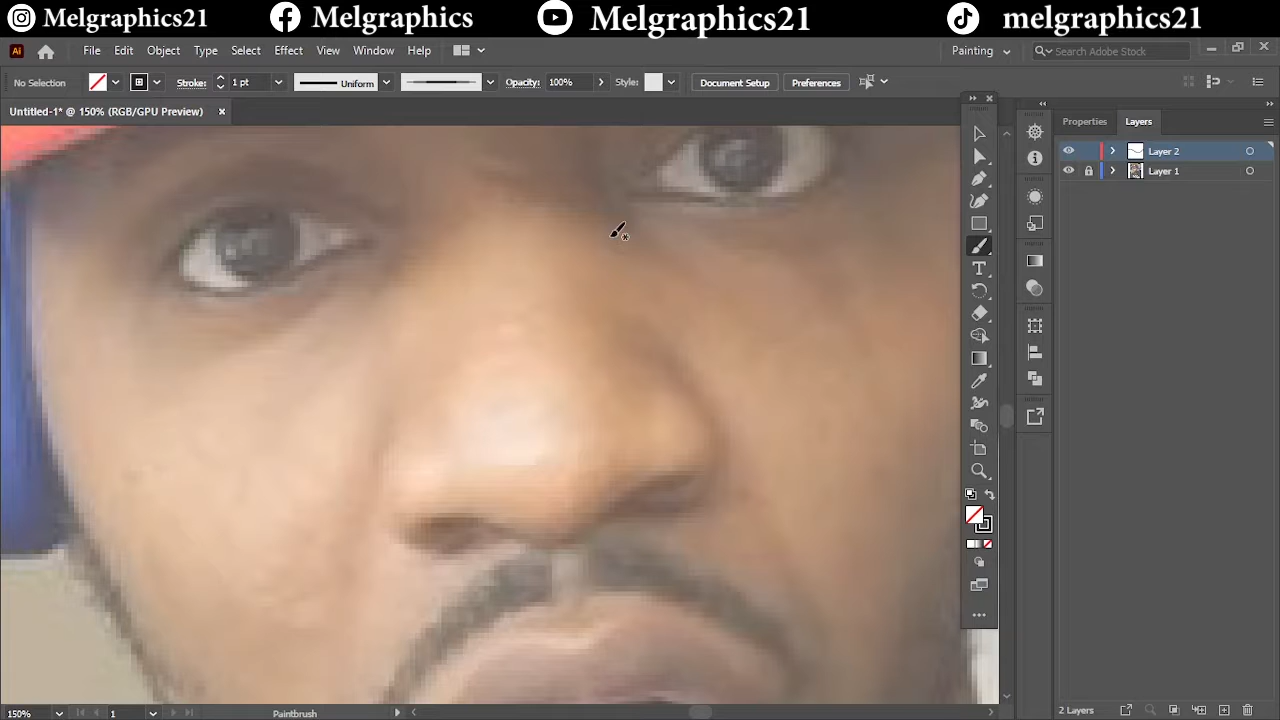 Melgraphics21 Melgraphics Melgraphics21 melgraphics21
Ai File Edit Object Type Select Effect View Window Help Painting Search Adobe Stock
No Selection Stroke: 1 pt Uniform Opacity: 100% Style: Document Setup Preferences
Untitled-1* @ 150% (RGB/GPU Preview)
Properties Layers
Layer 2
Layer 1
150% 1 Paintbrush 2 Layers